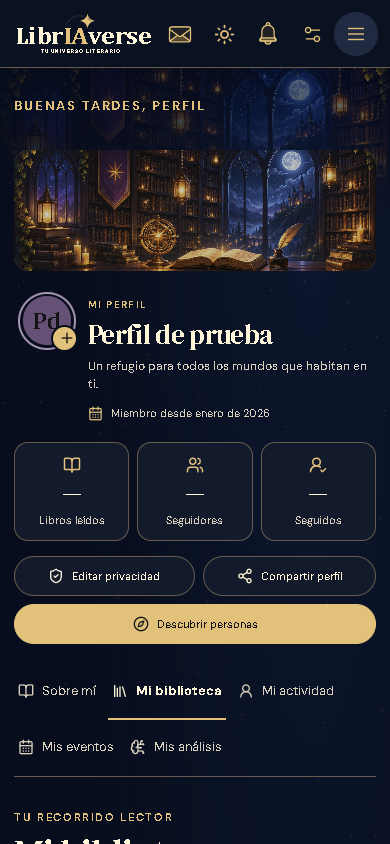 LibrIAverse
TU UNIVERSO LITERARIO
BUENAS TARDES, PERFIL
Pd
MI PERFIL
Perfil de prueba
Un refugio para todos los mundos que habitan en
ti.
Miembro desde enero de 2026
— — —
Libros leídos Seguidores Seguidos
Editar privacidad Compartir perfil
Descubrir personas
Sobre mí Mi biblioteca Mi actividad
Mis eventos Mis análisis
TU RECORRIDO LECTOR